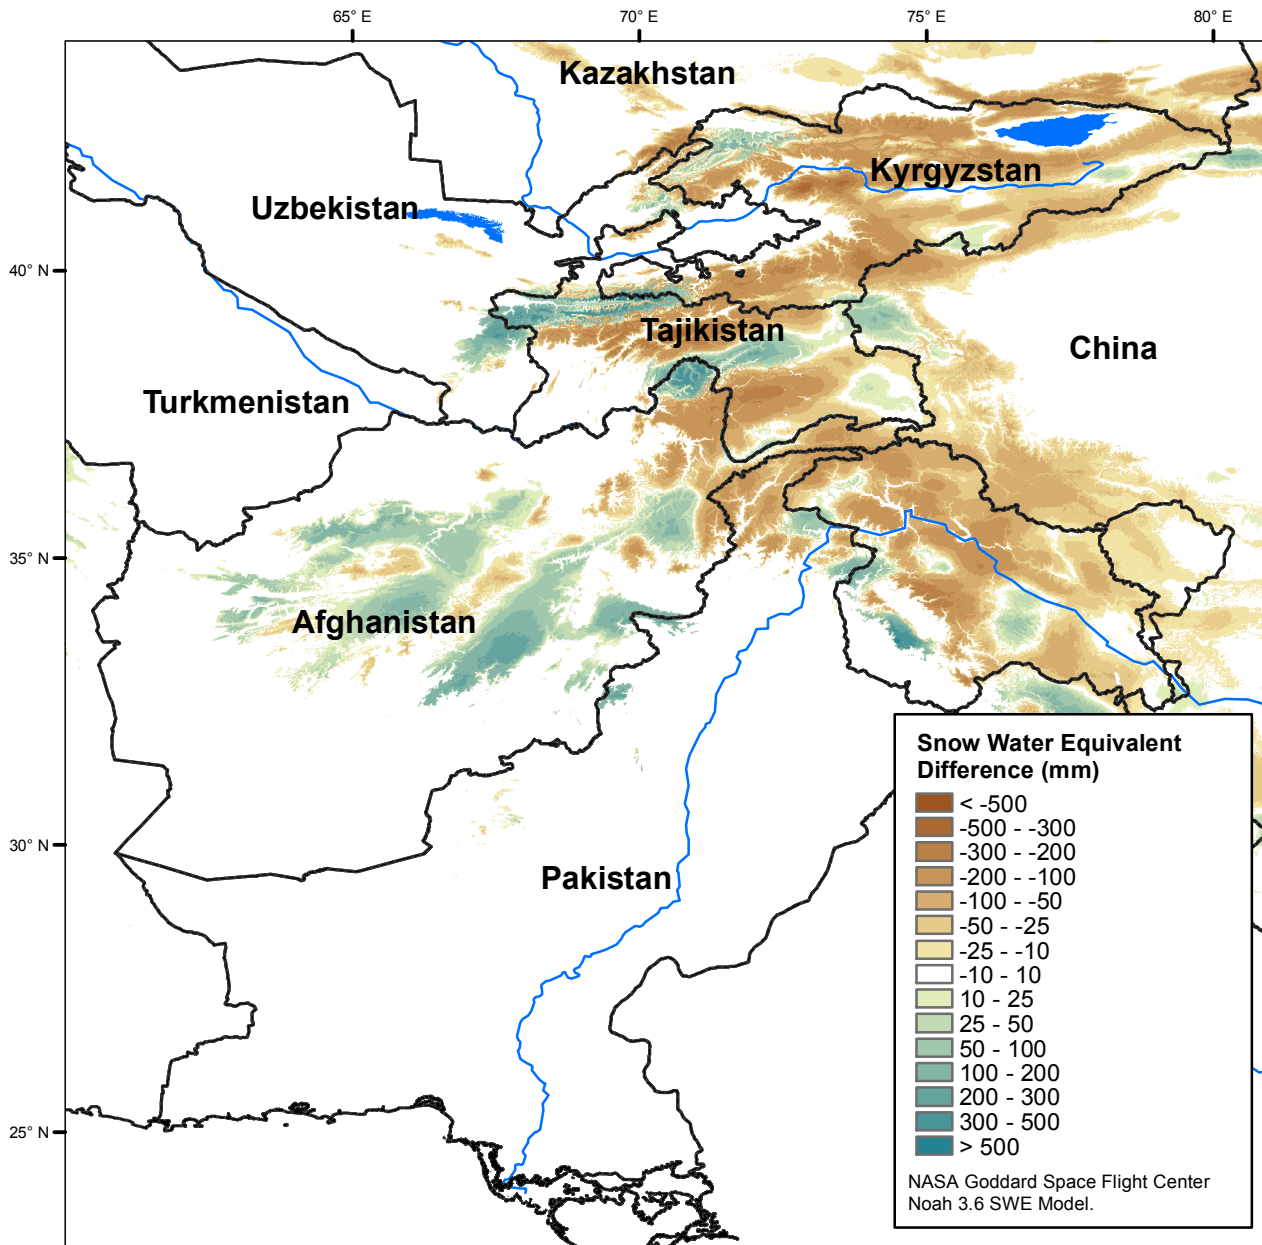 65° E
70° E
75° E
80° E
Kazakhstan
Kyrgyzstan
Uzbekistan
40° N
Tajikistan
China
Turkmenistan
35° N
Afghanistan
30° N
Pakistan
25° N
Snow Water Equivalent
Difference (mm)
< -500
-500 - -300
-300 - -200
-200 - -100
-100 - -50
-50 - -25
-25 - -10
-10 - 10
10 - 25
25 - 50
50 - 100
100 - 200
200 - 300
300 - 500
> 500
NASA Goddard Space Flight Center
Noah 3.6 SWE Model.